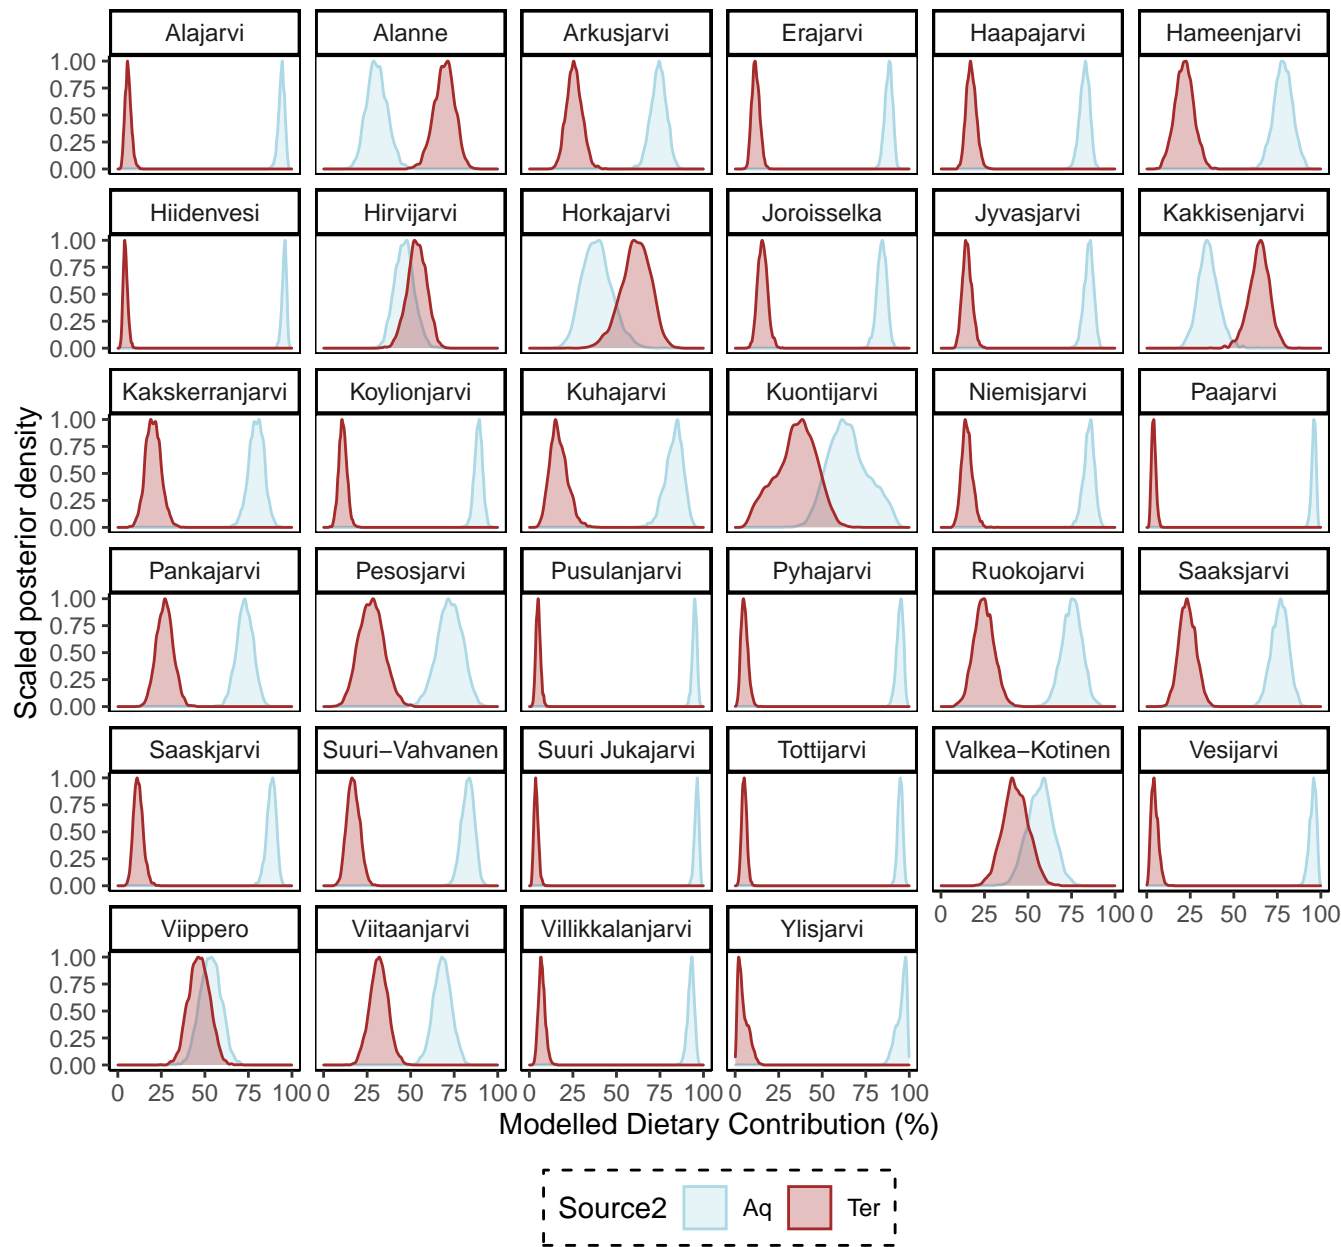 Alajarvi Alanne Arkusjarvi Erajarvi Haapajarvi Hameenjarvi
1.00
0.75
0.50
0.25
0.00
Hiidenvesi Hirvijarvi Horkajarvi Joroisselka Jyvasjarvi Kakkisenjarvi
1.00
0.75
0.50
0.25
0.00
Kakskerranjarvi Koylionjarvi Kuhajarvi Kuontijarvi Niemisjarvi Paajarvi
1.00
0.75
0.50
0.25
0.00
Scaled posterior density
Pankajarvi Pesosjarvi Pusulanjarvi Pyhajarvi Ruokojarvi Saaksjarvi
1.00
0.75
0.50
0.25
0.00
Saaskjarvi Suuri−Vahvanen Suuri Jukajarvi Tottijarvi Valkea−Kotinen Vesijarvi
1.00
0.75
0.50
0.25
0.00
0 25 50 75 100 0 25 50 75 100
Viippero Viitaanjarvi Villikkalanjarvi Ylisjarvi
1.00
0.75
0.50
0.25
0.00
0 25 50 75 100 0 25 50 75 100 0 25 50 75 100 0 25 50 75 100
Modelled Dietary Contribution (%)
Source2 Aq Ter